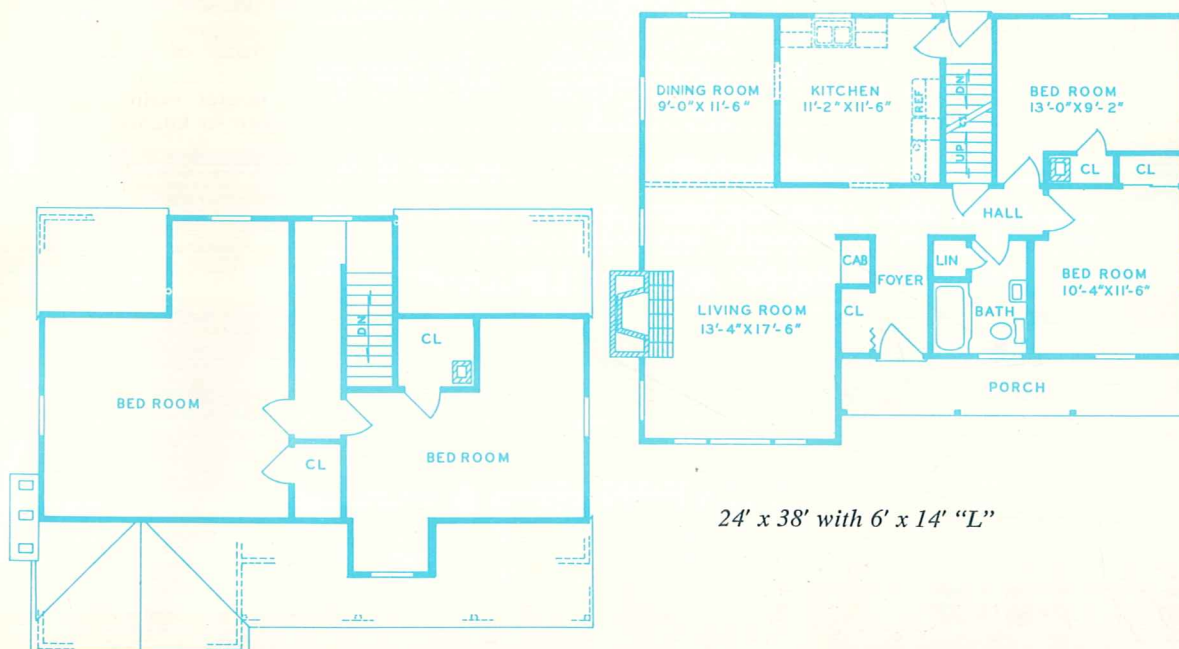 DINING ROOM
9'-0" X 11'-6"
KITCHEN
11'-2" X 11'-6"
REF
DN
UP
BED ROOM
13'-0" X 9'-2"
CL
CL
HALL
CAB
FOYER
LIN
BED ROOM
10'-4" X 11'-6"
LIVING ROOM
13'-4" X 17'-6"
CL
BATH
PORCH
DN
CL
BED ROOM
BED ROOM
CL
24' x 38' with 6' x 14' "L"